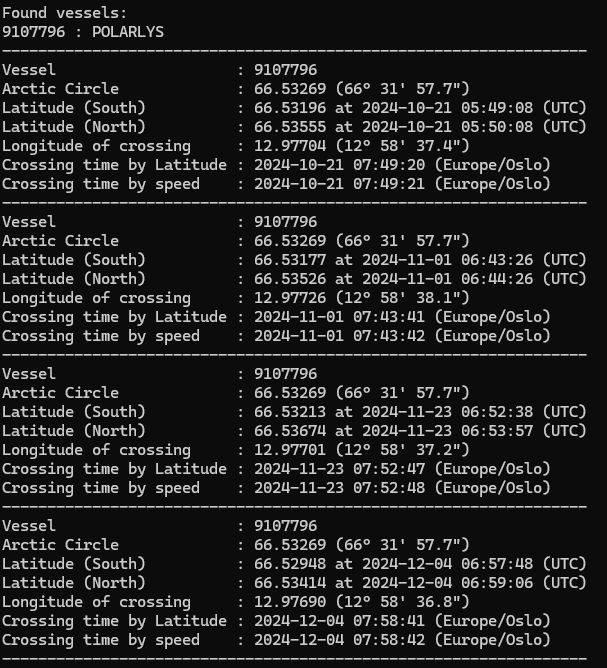 Found vessels:
9107796 : POLARLYS
-----------------------------------------------------------------
Vessel                    : 9107796
Arctic Circle             : 66.53269 (66° 31' 57.7")
Latitude (South)          : 66.53196 at 2024-10-21 05:49:08 (UTC)
Latitude (North)          : 66.53555 at 2024-10-21 05:50:08 (UTC)
Longitude of crossing     : 12.97704 (12° 58' 37.4")
Crossing time by Latitude : 2024-10-21 07:49:20 (Europe/Oslo)
Crossing time by speed    : 2024-10-21 07:49:21 (Europe/Oslo)
-----------------------------------------------------------------
Vessel                    : 9107796
Arctic Circle             : 66.53269 (66° 31' 57.7")
Latitude (South)          : 66.53177 at 2024-11-01 06:43:26 (UTC)
Latitude (North)          : 66.53526 at 2024-11-01 06:44:26 (UTC)
Longitude of crossing     : 12.97726 (12° 58' 38.1")
Crossing time by Latitude : 2024-11-01 07:43:41 (Europe/Oslo)
Crossing time by speed    : 2024-11-01 07:43:42 (Europe/Oslo)
-----------------------------------------------------------------
Vessel                    : 9107796
Arctic Circle             : 66.53269 (66° 31' 57.7")
Latitude (South)          : 66.53213 at 2024-11-23 06:52:38 (UTC)
Latitude (North)          : 66.53674 at 2024-11-23 06:53:57 (UTC)
Longitude of crossing     : 12.97701 (12° 58' 37.2")
Crossing time by Latitude : 2024-11-23 07:52:47 (Europe/Oslo)
Crossing time by speed    : 2024-11-23 07:52:48 (Europe/Oslo)
-----------------------------------------------------------------
Vessel                    : 9107796
Arctic Circle             : 66.53269 (66° 31' 57.7")
Latitude (South)          : 66.52948 at 2024-12-04 06:57:48 (UTC)
Latitude (North)          : 66.53414 at 2024-12-04 06:59:06 (UTC)
Longitude of crossing     : 12.97690 (12° 58' 36.8")
Crossing time by Latitude : 2024-12-04 07:58:41 (Europe/Oslo)
Crossing time by speed    : 2024-12-04 07:58:42 (Europe/Oslo)
-----------------------------------------------------------------